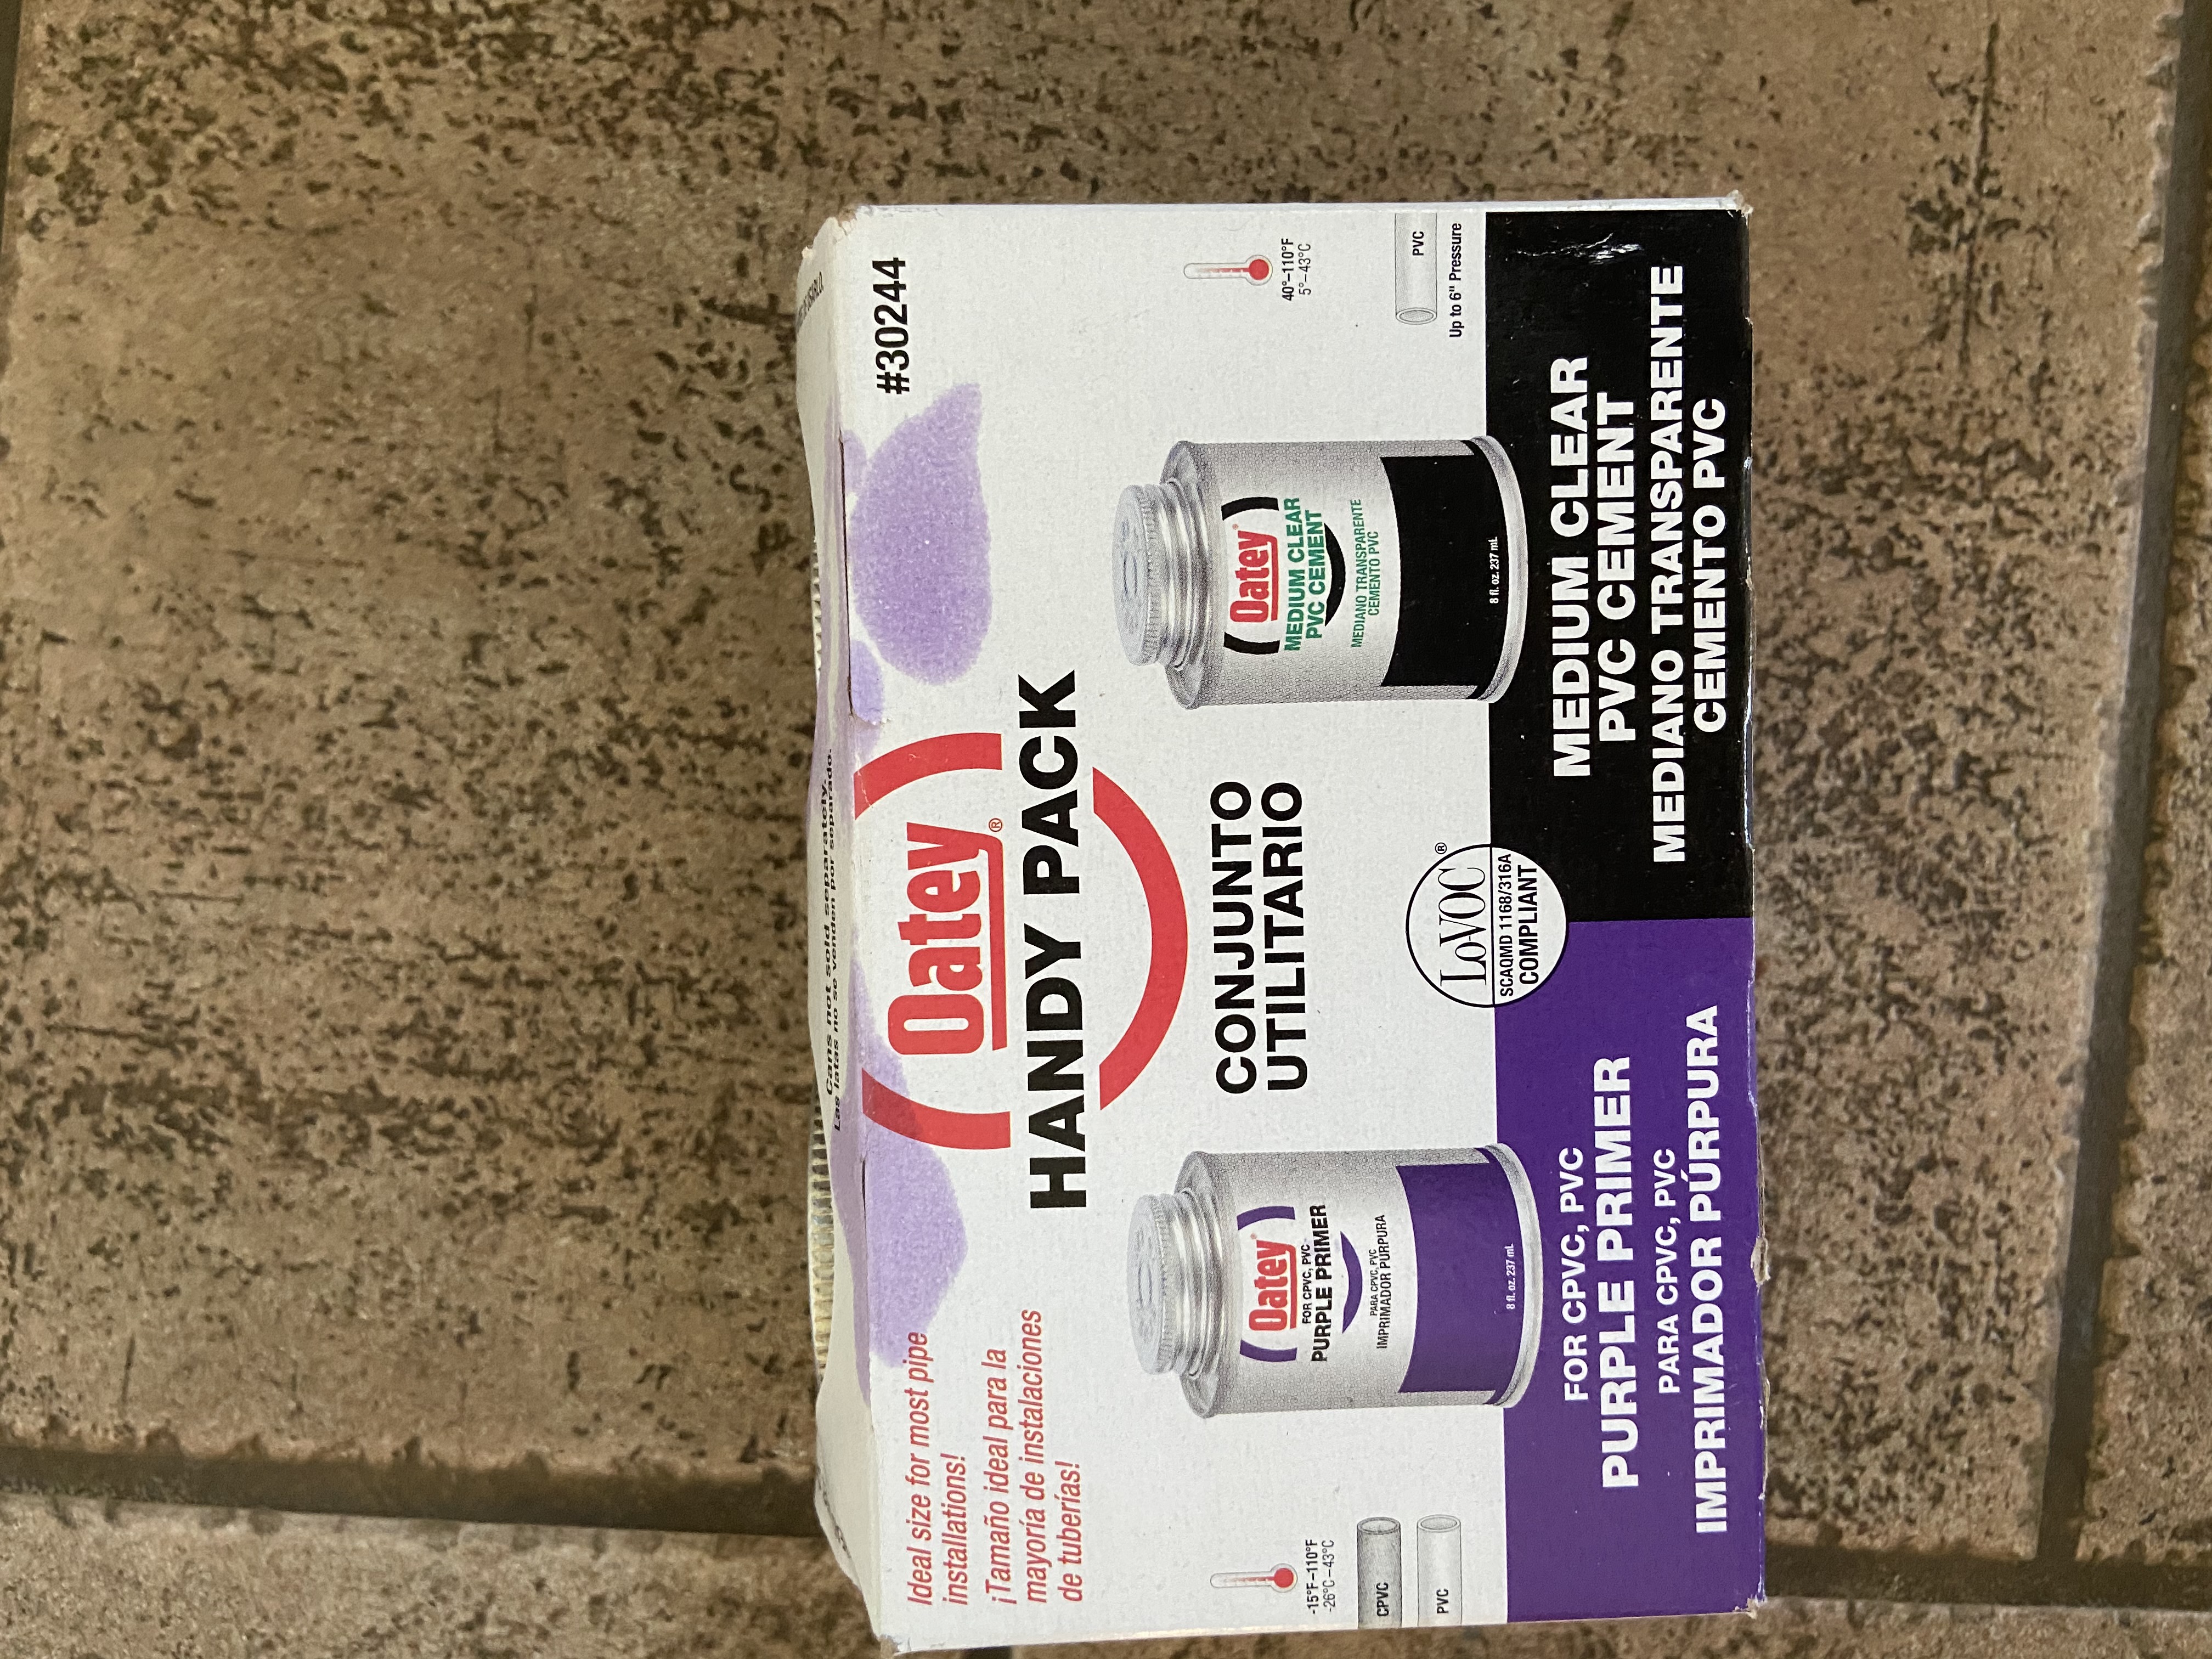 Cans not sold separately.
Las latas no se venden por separado.
Ideal size for most pipe
installations!
¡Tamaño ideal para la
mayoría de instalaciones
de tuberías!
Oatey®
HANDY PACK
CONJUNTO
UTILITARIO
#30244
-15°F–110°F
-26°C–43°C
CPVC
PVC
Oatey®
FOR CPVC, PVC
PURPLE PRIMER
PARA CPVC, PVC
IMPRIMADOR PURPURA
8 fl. oz. 237 mL
LoVOC®
SCAQMD 1168/316A
COMPLIANT
Oatey®
MEDIUM CLEAR
PVC CEMENT
MEDIANO TRANSPARENTE
CEMENTO PVC
8 fl. oz. 237 mL
40°–110°F
5°–43°C
PVC
Up to 6" Pressure
FOR CPVC, PVC
PURPLE PRIMER
PARA CPVC, PVC
IMPRIMADOR PÚRPURA
MEDIUM CLEAR
PVC CEMENT
MEDIANO TRANSPARENTE
CEMENTO PVC